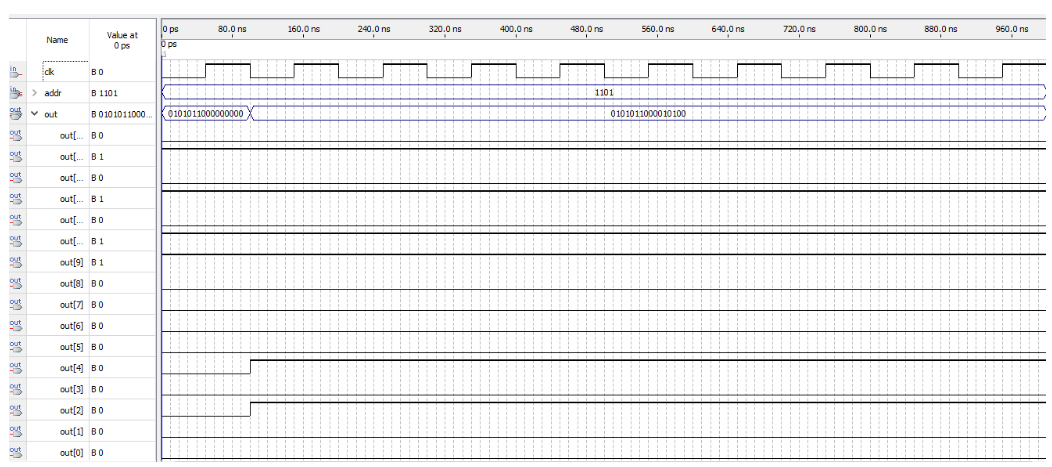 Name Value at 0 ps 0 ps 80.0 ns 160.0 ns 240.0 ns 320.0 ns 400.0 ns 480.0 ns 560.0 ns 640.0 ns 720.0 ns 800.0 ns 880.0 ns 960.0 ns
0 ps
in clk B 0
in > addr B 1101 1101
out out B 0101011000... 0101011000000000 0101011000010100
out out[... B 0
out out[... B 1
out out[... B 0
out out[... B 1
out out[... B 0
out out[... B 1
out out[9] B 1
out out[8] B 0
out out[7] B 0
out out[6] B 0
out out[5] B 0
out out[4] B 0
out out[3] B 0
out out[2] B 0
out out[1] B 0
out out[0] B 0